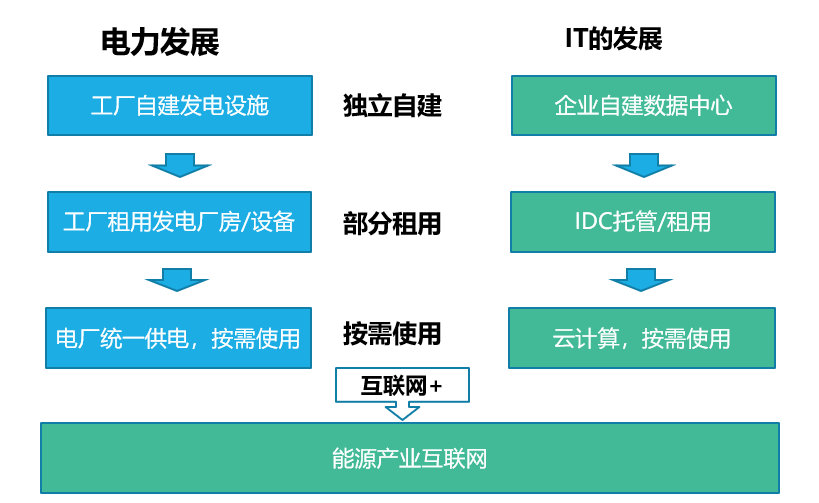 电力发展
IT的发展
工厂自建发电设施
独立自建
企业自建数据中心
工厂租用发电厂房/设备
部分租用
IDC托管/租用
电厂统一供电，按需使用
按需使用
云计算，按需使用
互联网+
能源产业互联网